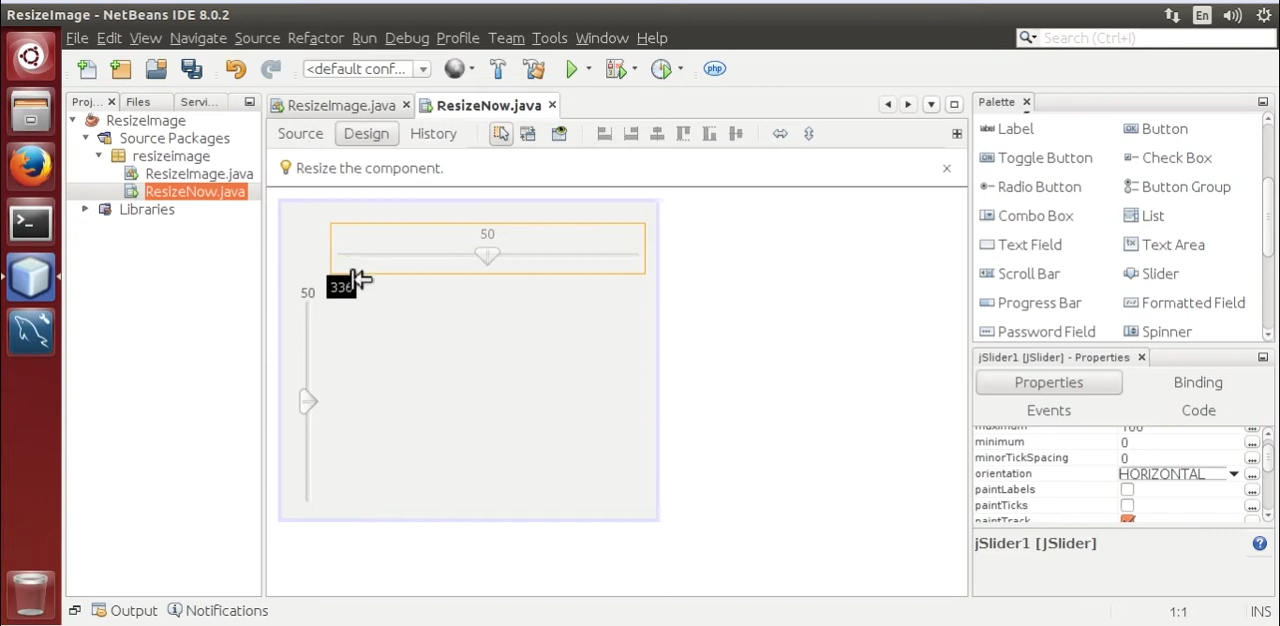 ResizeImage - NetBeans IDE 8.0.2
En
File Edit View Navigate Source Refactor Run Debug Profile Team Tools Window Help
Search (Ctrl+I)
<default conf...
php
Proj... Files Servi...
ResizeImage.java ResizeNow.java
Palette
ResizeImage
Source Packages
resizeimage
ResizeImage.java
ResizeNow.java
Libraries
Source Design History
Resize the component.
50
336
50
Label Button
Toggle Button Check Box
Radio Button Button Group
Combo Box List
Text Field Text Area
Scroll Bar Slider
Progress Bar Formatted Field
Password Field Spinner
jSlider1 [JSlider] - Properties
Properties Binding
Events Code
maximum 100
minimum 0
minorTickSpacing 0
orientation HORIZONTAL
paintLabels
paintTicks
paintTrack
jSlider1 [JSlider]
Output Notifications
1:1 INS